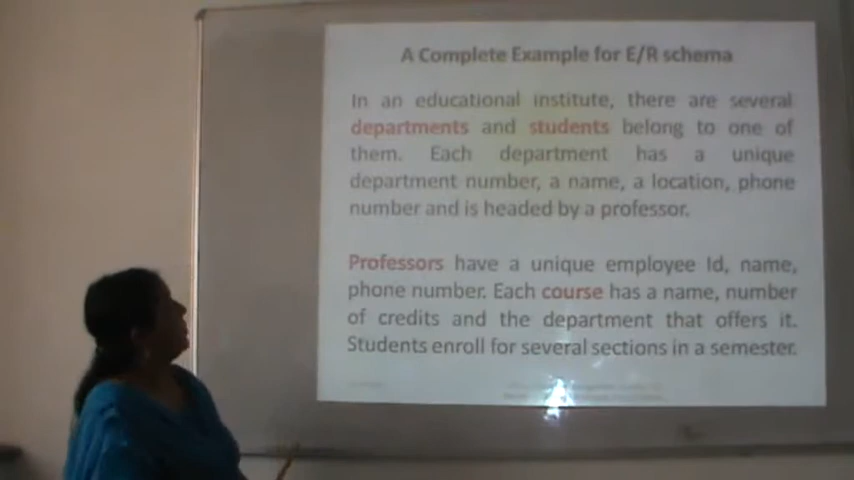 A Complete Example for E/R schema
In an educational institute, there are several
departments and students belong to one of
them. Each department has a unique
department number, a name, a location, phone
number and is headed by a professor.
Professors have a unique employee Id, name,
phone number. Each course has a name, number
of credits and the department that offers it.
Students enroll for several sections in a semester.